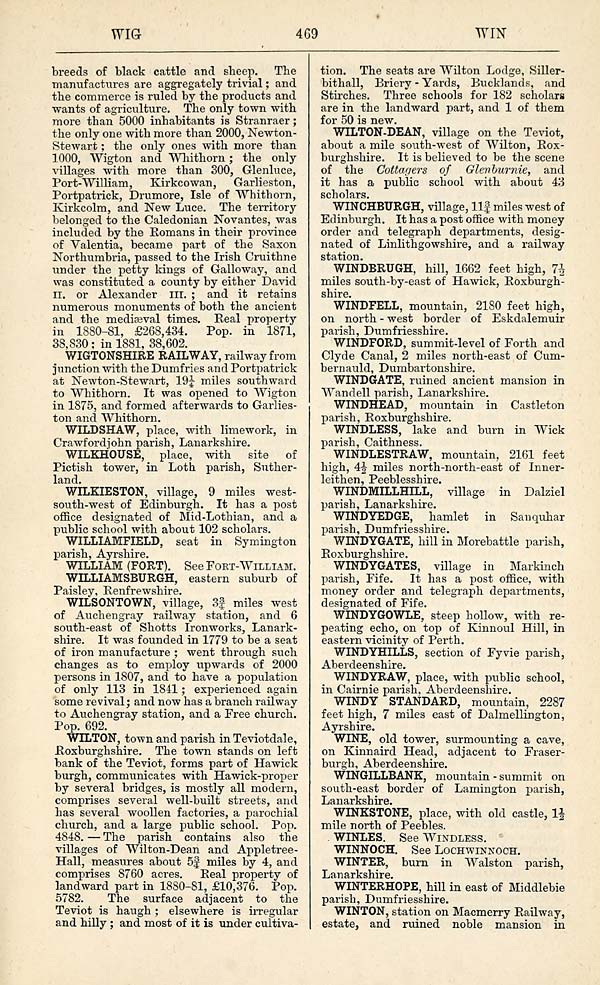 WIG 469 WIN
breeds of black cattle and sheep. The
manufactures are aggregately trivial; and
the commerce is ruled by the products and
wants of agriculture. The only town with
more than 5000 inhabitants is Stranraer;
the only one with more than 2000, Newton-
Stewart; the only ones with more than
1000, Wigton and Whithorn; the only
villages with more than 300, Glenluce,
Port-William, Kirkcowan, Garlieston,
Portpatrick, Drumore, Isle of Whithorn,
Kirkcolm, and New Luce. The territory
belonged to the Caledonian Novantes, was
included by the Romans in their province
of Valentia, became part of the Saxon
Northumbria, passed to the Irish Cruithne
under the petty kings of Galloway, and
was constituted a county by either David
II. or Alexander III.; and it retains
numerous monuments of both the ancient
and the mediæval times. Real property
in 1880-81, £268,434. Pop. in 1871,
38,830; in 1881, 38,602.
WIGTONSHIRE RAILWAY, railway from
junction with the Dumfries and Portpatrick
at Newton-Stewart, 19¼ miles southward
to Whithorn. It was opened to Wigton
in 1875, and formed afterwards to Garlies-
ton and Whithorn.
WILDSHAW, place, with limework, in
Crawfordjohn parish, Lanarkshire.
WILKHOUSE, place, with site of
Pictish tower, in Loth parish, Suther-
land.
WILKIESTON, village, 9 miles west-
south-west of Edinburgh. It has a post
office designated of Mid-Lothian, and a
public school with about 102 scholars.
WILLIAMFIELD, seat in Symington
parish, Ayrshire.
WILLIAM (FORT). See FORT-WILLIAM.
WILLIAMSBURGH, eastern suburb of
Paisley, Renfrewshire.
WILSONTOWN, village, 3¾ miles west
of Auchengray railway station, and 6
south-east of Shotts Ironworks, Lanark-
shire. It was founded in 1779 to be a seat
of iron manufacture; went through such
changes as to employ upwards of 2000
persons in 1807, and to have a population
of only 113 in 1841; experienced again
some revival; and now has a branch railway
to Auchengray station, and a Free church.
Pop. 692.
WILTON, town and parish in Teviotdale,
Roxburghshire. The town stands on left
bank of the Teviot, forms part of Hawick
burgh, communicates with Hawick-proper
by several bridges, is mostly all modern,
comprises several well-built streets, and
has several woollen factories, a parochial
church, and a large public school. Pop.
4848. — The parish contains also the
villages of Wilton-Dean and Appletree-
Hall, measures about 5¾ miles by 4, and
comprises 8760 acres. Real property of
landward part in 1880-81, £10,376. Pop.
5782. The surface adjacent to the
Teviot is haugh; elsewhere is irregular
and hilly; and most of it is under cultiva-
tion. The seats are Wilton Lodge, Siller-
bithall, Briery-Yards, Bucklands, and
Stirches. Three schools for 182 scholars
are in the landward part, and 1 of them
for 50 is new.
WILTON-DEAN, village on the Teviot,
about a mile south-west of Wilton, Rox-
burghshire. It is believed to be the scene
of the Cottagers of Glenburnie, and
it has a public school with about 43
scholars.
WINCHBURGH, village, 11¾ miles west of
Edinburgh. It has a post office with money
order and telegraph departments, desig-
nated of Linlithgowshire, and a railway
station.
WINDBRUGH, hill, 1662 feet high, 7½
miles south-by-east of Hawick, Roxburgh-
shire.
WINDFELL, mountain, 2180 feet high,
on north-west border of Eskdalemuir
parish, Dumfriesshire.
WINDFORD, summit-level of Forth and
Clyde Canal, 2 miles north-east of Cum-
bernauld, Dumbartonshire.
WINDGATE, ruined ancient mansion in
Wandell parish, Lanarkshire.
WINDHEAD, mountain in Castleton
parish, Roxburghshire.
WINDLESS, lake and burn in Wick
parish, Caithness.
WINDLESTRAW, mountain, 2161 feet
high, 4½ miles north-north-east of Inner-
leithen, Peeblesshire.
WINDMILLHILL, village in Dalziel
parish, Lanarkshire.
WINDYEDGE, hamlet in Sanquhar
parish, Dumfriesshire.
WINDYGATE, hill in Morebattle parish,
Roxburghshire.
WINDYGATES, village in Markinch
parish, Fife. It has a post office, with
money order and telegraph departments,
designated of Fife.
WINDYGOWLE, steep hollow, with re-
peating echo, on top of Kinnoul Hill, in
eastern vicinity of Perth.
WINDYHILLS, section of Fyvie parish,
Aberdeenshire.
WINDYRAW, place, with public school,
in Cairnie parish, Aberdeenshire.
WINDY STANDARD, mountain, 2287
feet high, 7 miles east of Dalmellington,
Ayrshire.
WINE, old tower, surmounting a cave,
on Kinnaird Head, adjacent to Fraser-
burgh, Aberdeenshire.
WINGILLBANK, mountain-summit on
south-east border of Lamington parish,
Lanarkshire.
WINKSTONE, place, with old castle, 1½
mile north of Peebles.
WINLES. See WINDLESS.
WINNOCH. See LOCHWINNOCH.
WINTER, burn in Walston parish,
Lanarkshire.
WINTERHOPE, hill in east of Middlebie
parish, Dumfriesshire.
WINTON, station on Macmerry Railway,
estate, and ruined noble mansion in